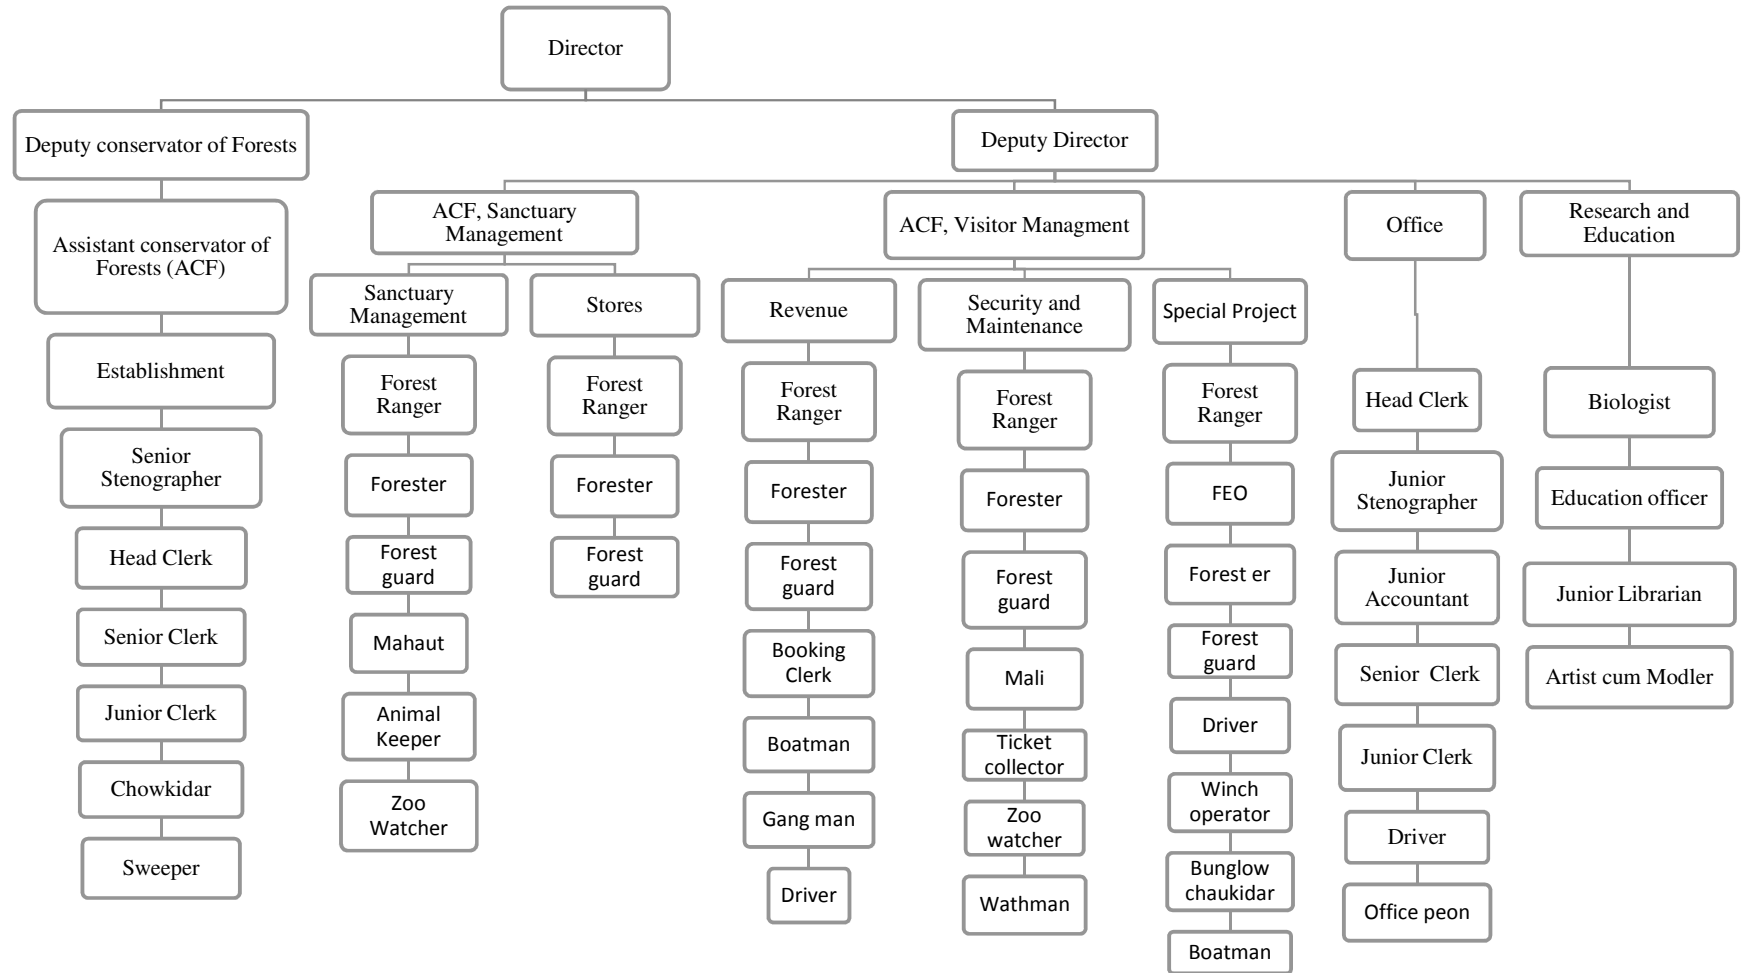 Director
Deputy conservator of Forests
Deputy Director
Assistant conservator of
Forests (ACF)
Establishment
Senior
Stenographer
Head Clerk
Senior Clerk
Junior Clerk
Chowkidar
Sweeper
ACF, Sanctuary
Management
Sanctuary
Management
Forest
Ranger
Forester
Forest
guard
Mahaut
Animal
Keeper
Zoo
Watcher
Stores
Forest
Ranger
Forester
Forest
guard
ACF, Visitor Managment
Revenue
Forest
Ranger
Forester
Forest
guard
Booking
Clerk
Boatman
Gang man
Driver
Security and
Maintenance
Forest
Ranger
Forester
Forest
guard
Mali
Ticket
collector
Zoo
watcher
Wathman
Special Project
Forest
Ranger
FEO
Forest er
Forest
guard
Driver
Winch
operator
Bunglow
chaukidar
Boatman
Office
Head Clerk
Junior
Stenographer
Junior
Accountant
Senior  Clerk
Junior Clerk
Driver
Office peon
Research and
Education
Biologist
Education officer
Junior Librarian
Artist cum Modler